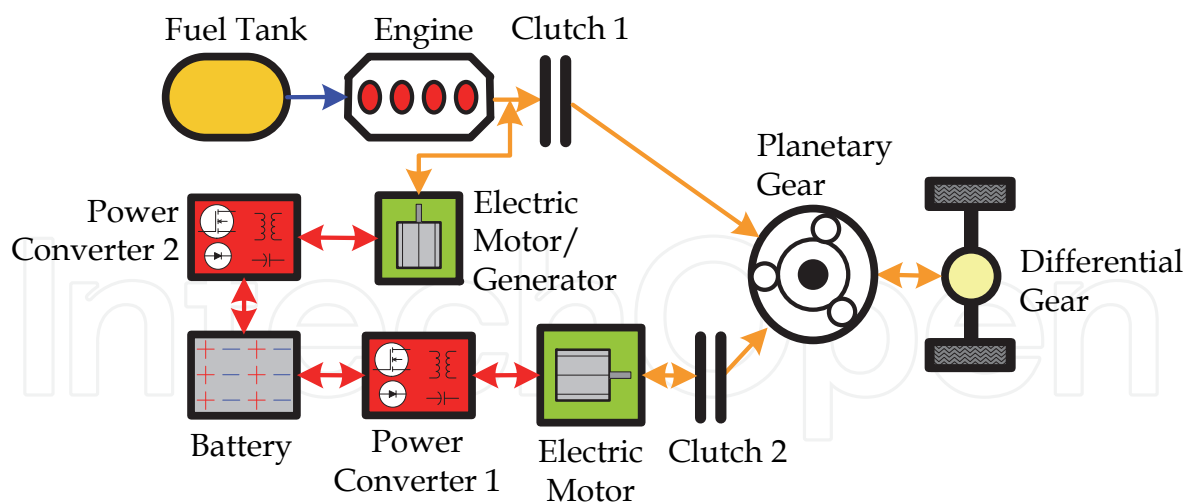 Fuel Tank
Engine
Clutch 1
Planetary
Gear
Power
Converter 2
Electric
Motor/
Generator
Differential
Gear
Battery
Power
Converter 1
Electric
Motor
Clutch 2
IntechOpen